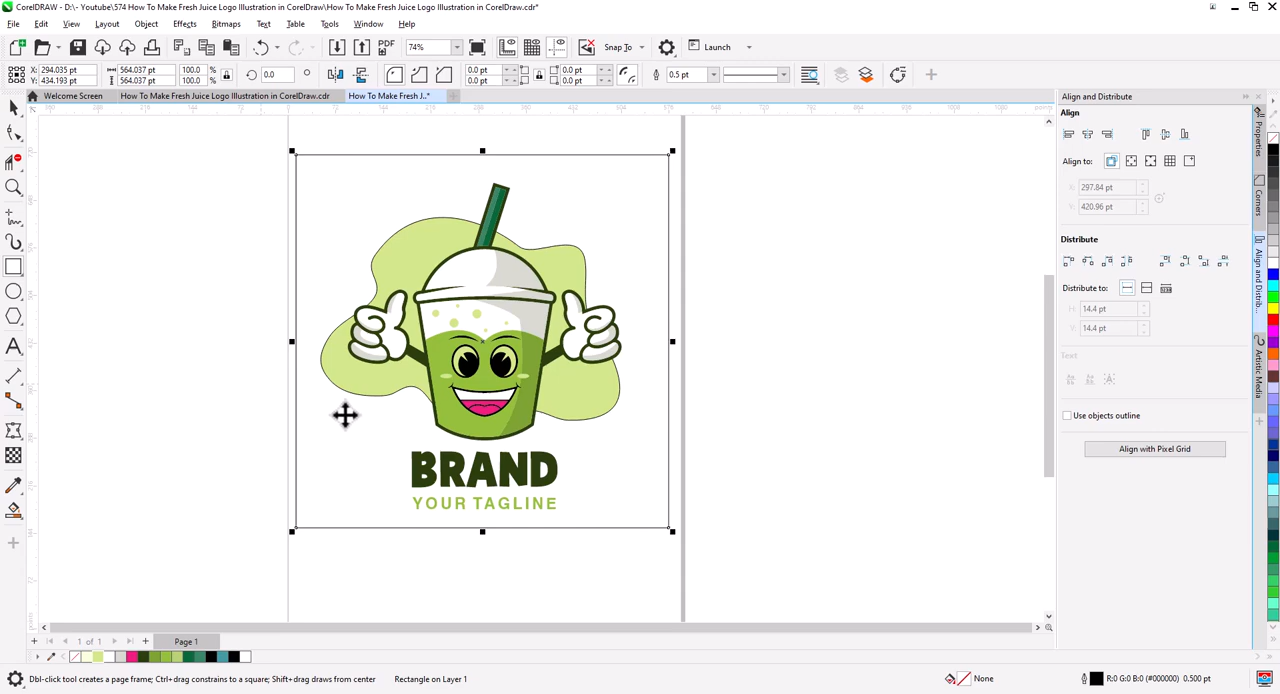 CorelDRAW - D:\- Youtube\574 How To Make Fresh Juice Logo Illustration in CorelDraw\How To Make Fresh Juice Logo Illustration in CorelDraw.cdr*
File Edit View Layout Object Effects Bitmaps Text Table Tools Window Help
PDF 74% Snap To Launch
X: 294.035 pt 564.037 pt 100.0 % 0.0 0.0 pt 0.0 pt 0.5 pt
Y: 434.193 pt 564.037 pt 100.0 % 0.0 pt 0.0 pt
Welcome Screen How To Make Fresh Juice Logo Illustration in CorelDraw.cdr How To Make Fresh J...*
Align and Distribute
Align
Align to:
X: 297.84 pt
Y: 420.96 pt
Distribute
Distribute to:
H: 14.4 pt
V: 14.4 pt
Text
Use objects outline
Align with Pixel Grid
Properties
Corners
Align and Distrib...
Artistic Media
BRAND
YOUR TAGLINE
1 of 1 Page 1
Dbl-click tool creates a page frame; Ctrl+drag constrains to a square; Shift+drag draws from center Rectangle on Layer 1 None R:0 G:0 B:0 (#000000) 0.500 pt